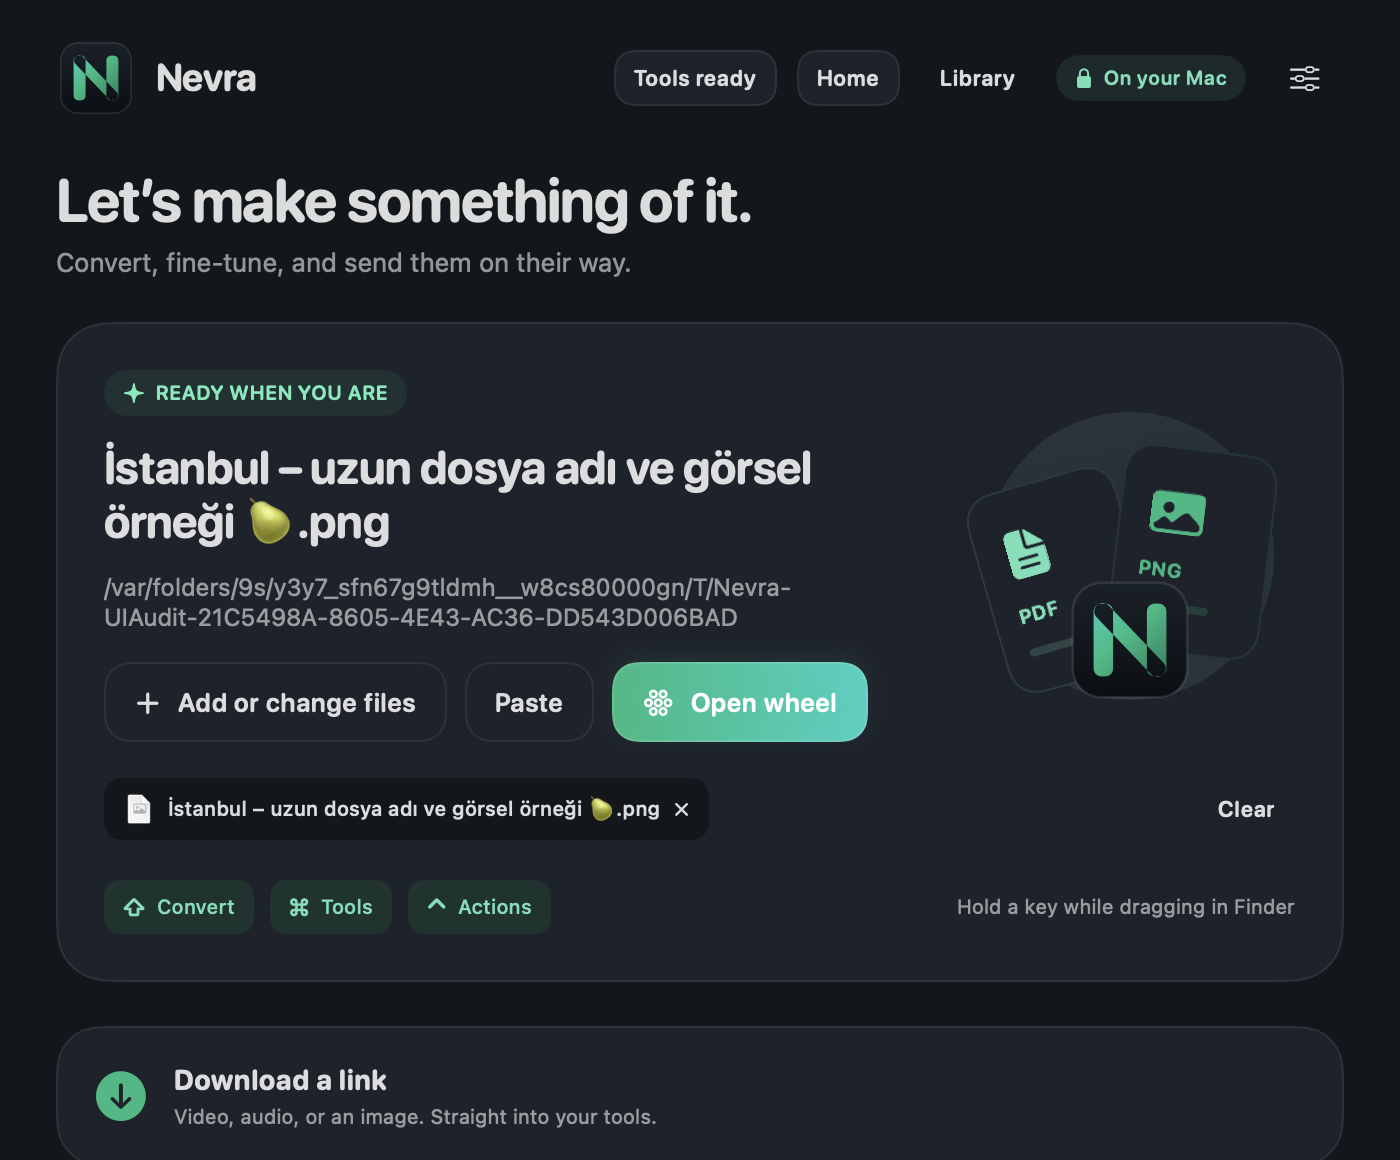 Nevra
Tools ready
Home
Library
On your Mac
Let's make something of it.
Convert, fine-tune, and send them on their way.
READY WHEN YOU ARE
İstanbul – uzun dosya adı ve görsel
örneği 🍐.png
/var/folders/9s/y3y7_sfn67g9tldmh__w8cs80000gn/T/Nevra-
UIAudit-21C5498A-8605-4E43-AC36-DD543D006BAD
PDF
PNG
Add or change files
Paste
Open wheel
İstanbul – uzun dosya adı ve görsel örneği 🍐.png
Clear
Convert
⌘ Tools
Actions
Hold a key while dragging in Finder
Download a link
Video, audio, or an image. Straight into your tools.